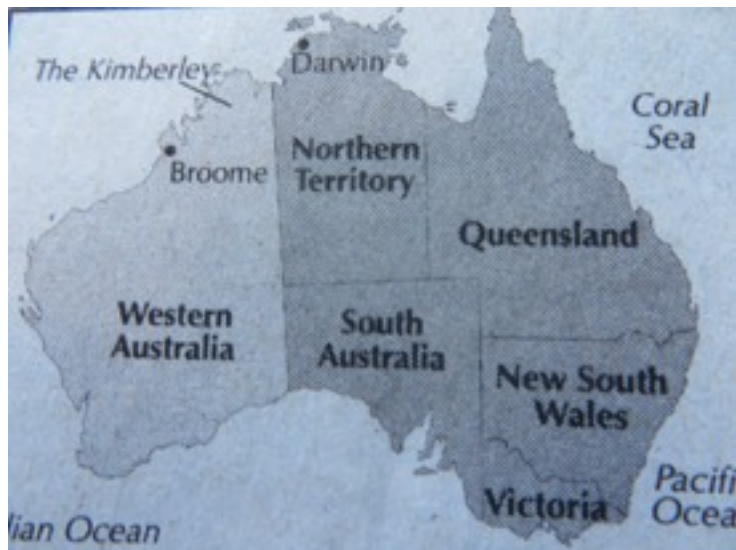 The Kimberley
Darwin
Coral
Sea
Broome
Northern
Territory
Queensland
Western
Australia
South
Australia
New South
Wales
Victoria
Pacifi
Ocea
ian Ocean